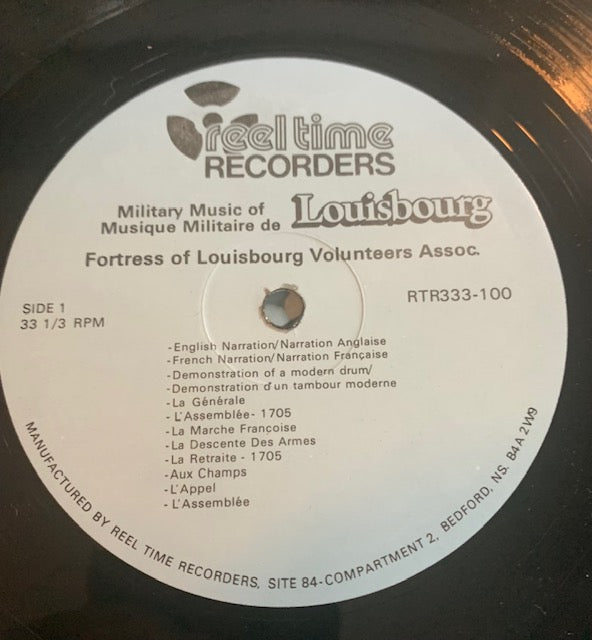 reel time
RECORDERS
Military Music of
Musique Militaire de
Louisbourg
Fortress of Louisbourg Volunteers Assoc.
SIDE 1
33 1/3 RPM
RTR333-100
-English Narration/Narration Anglaise
-French Narration/Narration Française
-Demonstration of a modern drum/
-Demonstration d'un tambour moderne
-La Générale
-L'Assemblée- 1705
-La Marche Françoise
-La Descente Des Armes
-La Retraite - 1705
-Aux Champs
-L'Appel
-L'Assemblée
MANUFACTURED BY REEL TIME RECORDERS, SITE 84-COMPARTMENT 2, BEDFORD, NS. B4A 2W9